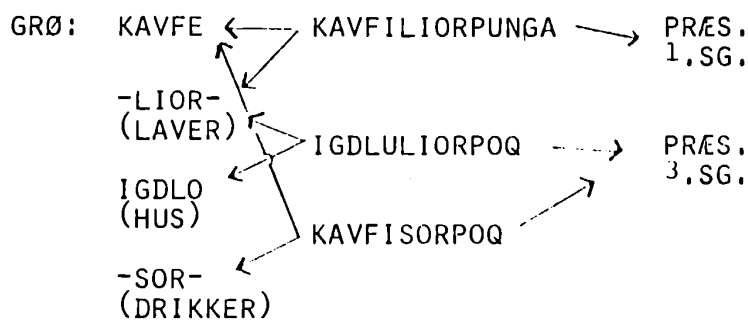 GRØ: KAVFE KAVFILIORPUNGA PRÆS.
1.SG.
-LIOR-
(LAVER)
IGDLULIORPOQ PRÆS.
3.SG.
IGDLO
(HUS)
KAVFISORPOQ
-SOR-
(DRIKKER)